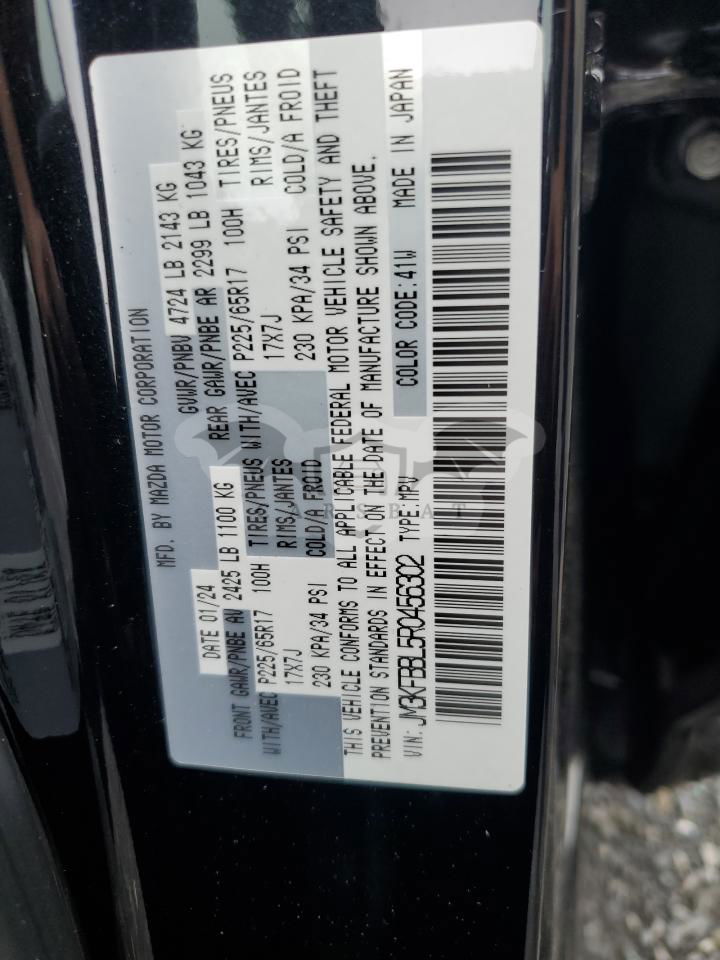 MFD. BY MAZDA MOTOR CORPORATION
DATE 01/24 GVWR/PNBV 4724 LB 2143 KG
FRONT GAWR/PNBE AV 2425 LB 1100 KG REAR GAWR/PNBE AR 2299 LB 1043 KG
WITH/AVEC P225/65R17 100H TIRES/PNEUS WITH/AVEC P225/65R17 100H TIRES/PNEUS
17X7J RIMS/JANTES 17X7J RIMS/JANTES
230 KPA/34 PSI COLD/A FROID 230 KPA/34 PSI COLD/A FROID
THIS VEHICLE CONFORMS TO ALL APPLICABLE FEDERAL MOTOR VEHICLE SAFETY AND THEFT
PREVENTION STANDARDS IN EFFECT ON THE DATE OF MANUFACTURE SHOWN ABOVE.
VIN: JM3KFBBL5R0456302 TYPE:MPV COLOR CODE:41W MADE IN JAPAN